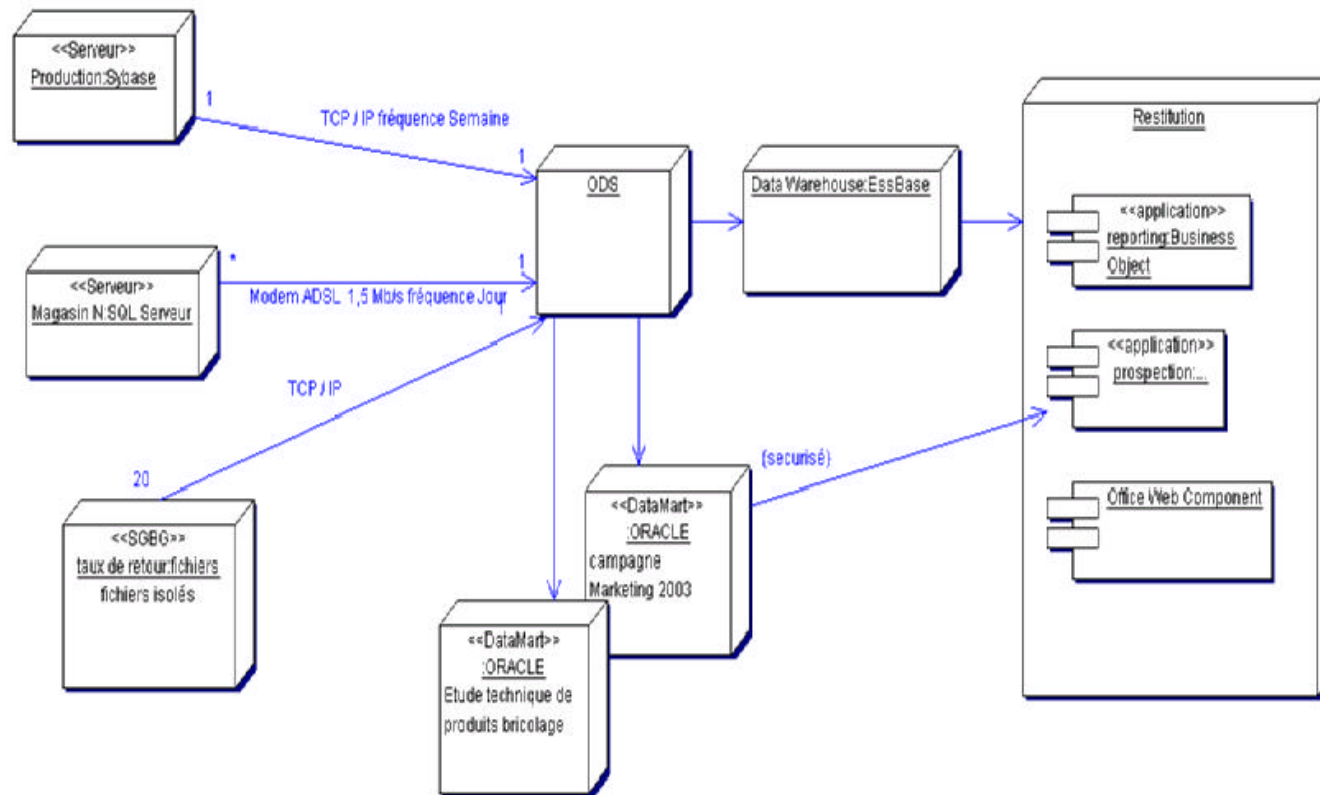 <<Serveur>>
Production:Sybase
1
TCP / IP fréquence Semaine
1
ODS
Data Warehouse:EssBase
Restitution
<<application>>
reporting:Business
Object
<<Serveur>>
Magasin N:SQL Serveur
*
1
Modem ADSL 1,5 Mb/s fréquence Jour
<<application>>
prospection:...
TCP / IP
20
(securisé)
<<SGBG>>
taux de retour:fichiers
fichiers isolés
<<DataMart>>
:ORACLE
campagne
Marketing 2003
Office Web Component
<<DataMart>>
:ORACLE
Etude technique de
produits bricolage